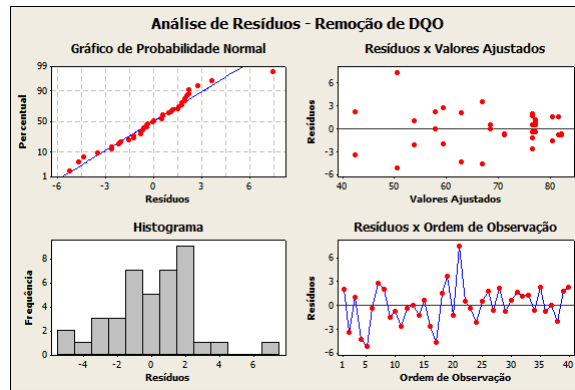 Análise de Resíduos - Remoção de DQO
Gráfico de Probabilidade Normal
Percentual
99
90
50
10
1
-6 -3 0 3 6
Resíduos
Resíduos x Valores Ajustados
Resíduos
6
3
0
-3
-6
40 50 60 70 80
Valores Ajustados
Histograma
Frequência
8
6
4
2
0
-4 -2 0 2 4 6
Resíduos
Resíduos x Ordem de Observação
Resíduos
6
3
0
-3
-6
1 5 10 15 20 25 30 35 40
Ordem de Observação